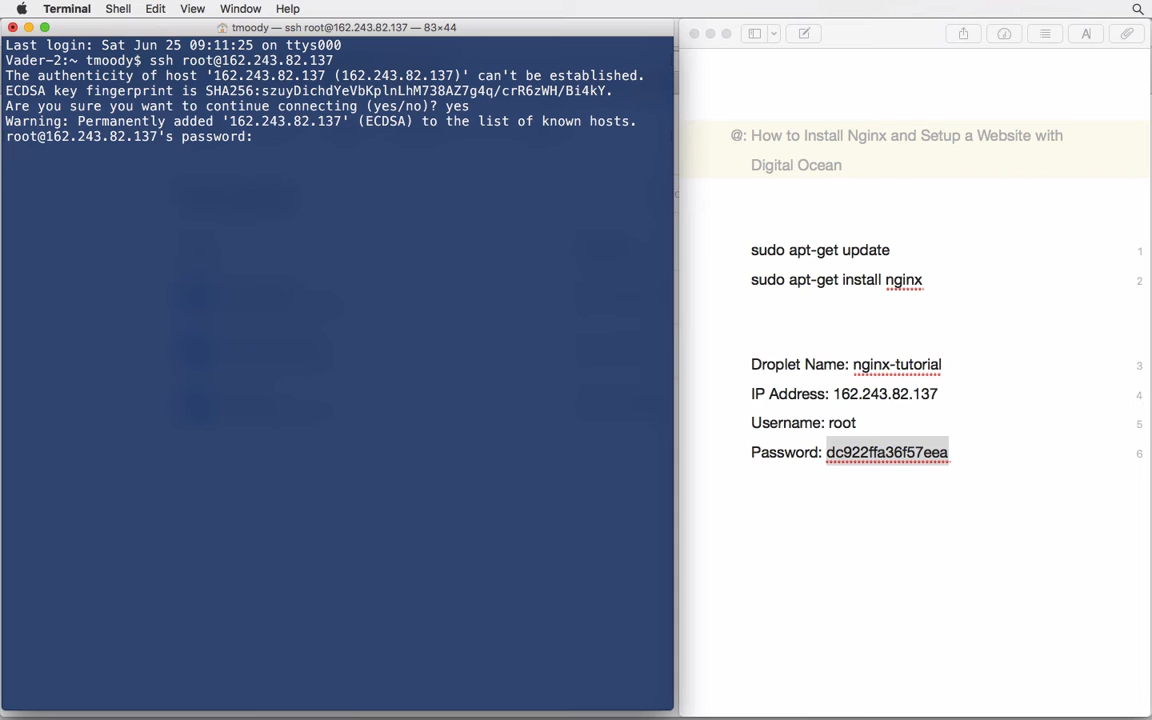 Terminal Shell Edit View Window Help
tmoody — ssh root@162.243.82.137 — 83×44
Last login: Sat Jun 25 09:11:25 on ttys000
Vader-2:~ tmoody$ ssh root@162.243.82.137
The authenticity of host '162.243.82.137 (162.243.82.137)' can't be established.
ECDSA key fingerprint is SHA256:szuyDichdYeVbKplnLhM738AZ7g4q/crR6zWH/Bi4kY.
Are you sure you want to continue connecting (yes/no)? yes
Warning: Permanently added '162.243.82.137' (ECDSA) to the list of known hosts.
root@162.243.82.137's password:
@: How to Install Nginx and Setup a Website with
Digital Ocean
sudo apt-get update 1
sudo apt-get install nginx 2
Droplet Name: nginx-tutorial 3
IP Address: 162.243.82.137 4
Username: root 5
Password: dc922ffa36f57eea 6